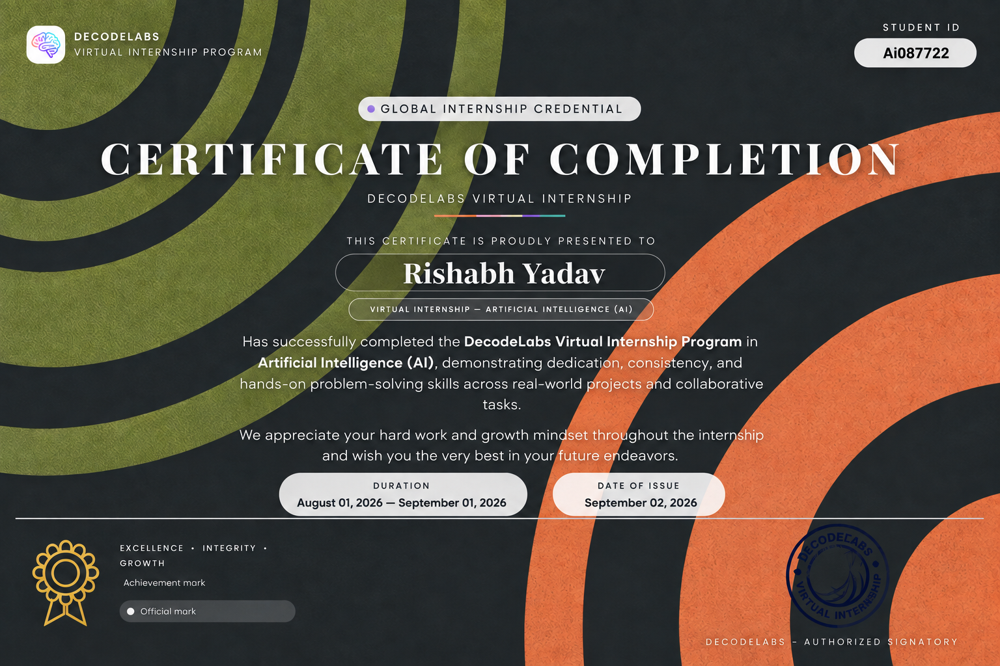 DECODELABS
VIRTUAL INTERNSHIP PROGRAM
STUDENT ID
Ai087722
GLOBAL INTERNSHIP CREDENTIAL
CERTIFICATE OF COMPLETION
DECODELABS VIRTUAL INTERNSHIP
THIS CERTIFICATE IS PROUDLY PRESENTED TO
Rishabh Yadav
VIRTUAL INTERNSHIP — ARTIFICIAL INTELLIGENCE (AI)
Has successfully completed the DecodeLabs Virtual Internship Program in
Artificial Intelligence (AI), demonstrating dedication, consistency, and
hands-on problem-solving skills across real-world projects and collaborative
tasks.
We appreciate your hard work and growth mindset throughout the internship
and wish you the very best in your future endeavors.
DURATION
August 01, 2026 — September 01, 2026
DATE OF ISSUE
September 02, 2026
EXCELLENCE • INTEGRITY •
GROWTH
Achievement mark
Official mark
DECODELABS
VIRTUAL INTERNSHIP
DECODELABS - AUTHORIZED SIGNATORY